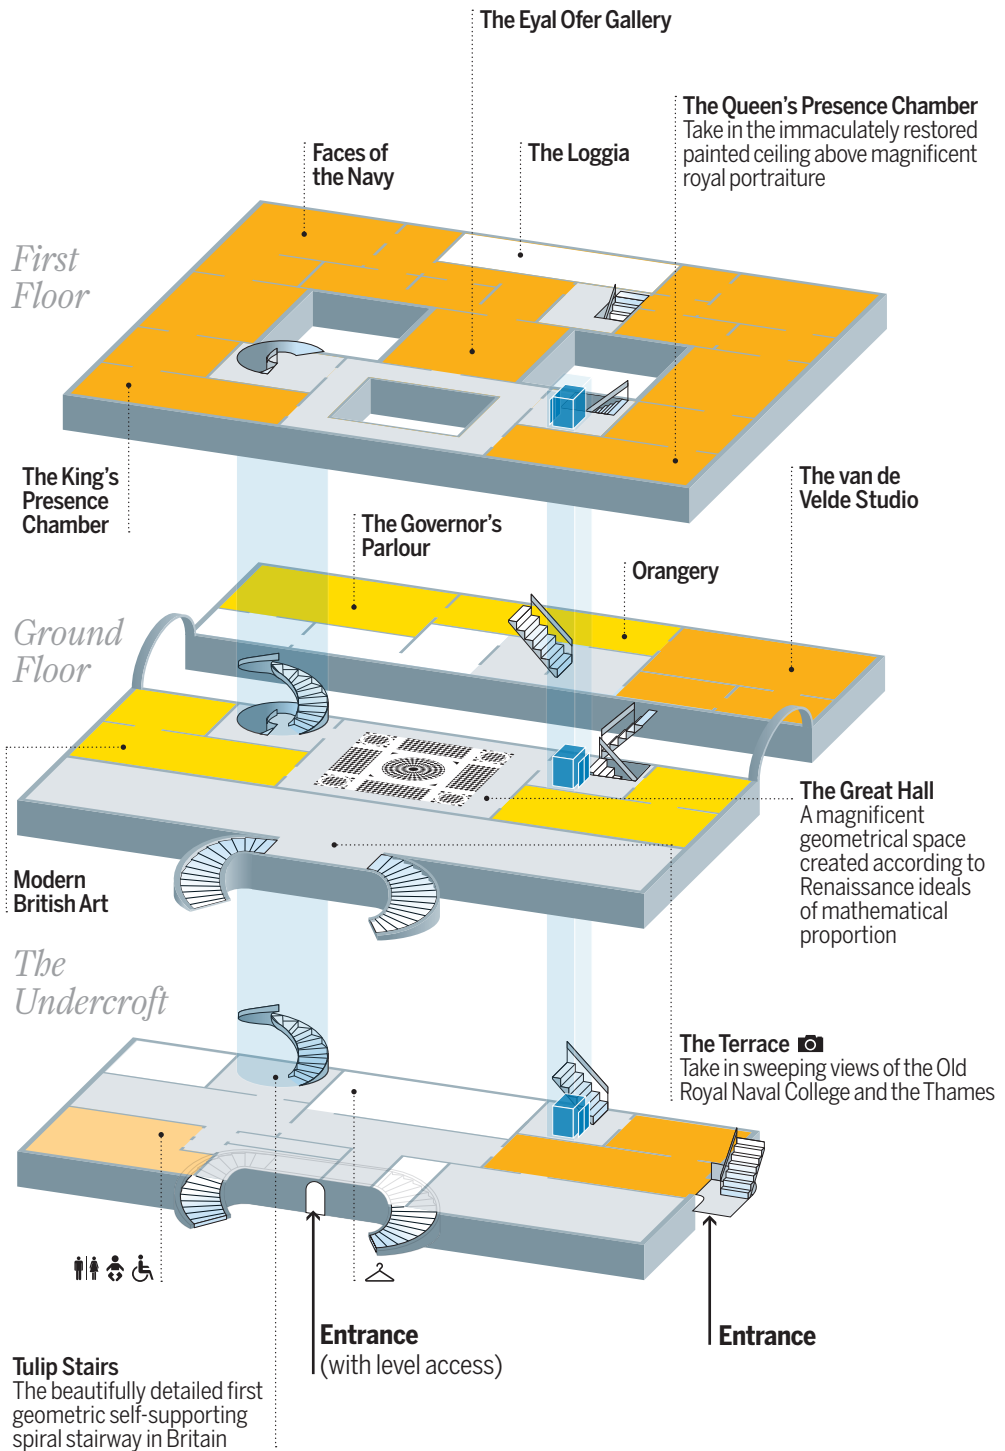 The Eyal Ofer Gallery
The Queen’s Presence Chamber
Take in the immaculately restored
painted ceiling above magnificent
royal portraiture
Faces of
the Navy
The Loggia
First
Floor
The King’s
Presence
Chamber
The van de
Velde Studio
The Governor’s
Parlour
Orangery
Ground
Floor
The Great Hall
A magnificent
geometrical space
created according to
Renaissance ideals
of mathematical
proportion
Modern
British Art
The
Undercroft
The Terrace
Take in sweeping views of the Old
Royal Naval College and the Thames
Entrance
(with level access)
Entrance
Tulip Stairs
The beautifully detailed first
geometric self-supporting
spiral stairway in Britain